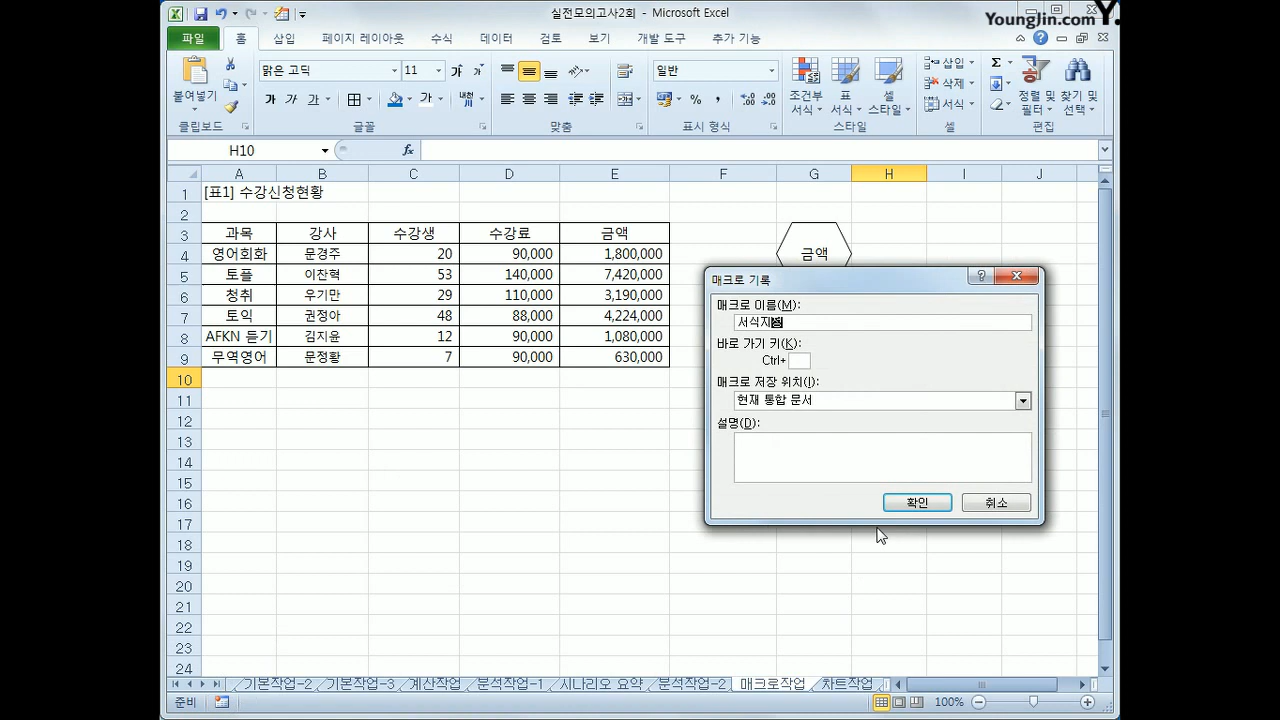 실전모의고사2회 - Microsoft Excel
YoungJin.com Y.
파일 홈 삽입 페이지 레이아웃 수식 데이터 검토 보기 개발 도구 추가 기능
맑은 고딕 11 일반
붙여넣기 가 가 가 가 내천 % , 조건부 서식 표 서식 셀 스타일 삽입 삭제 서식 Σ 정렬 및 필터 찾기 및 선택
클립보드 글꼴 맞춤 표시 형식 스타일 셀 편집
H10 fx
A B C D E F G H I J
1 [표1] 수강신청현황
2
3 과목 강사 수강생 수강료 금액
4 영어회화 문경주 20 90,000 1,800,000 금액
5 토플 이찬혁 53 140,000 7,420,000
6 청취 우기만 29 110,000 3,190,000
7 토익 권정아 48 88,000 4,224,000
8 AFKN 듣기 김지윤 12 90,000 1,080,000
9 무역영어 문정황 7 90,000 630,000
10
11
12
13
14
15
16
17
18
19
20
21
22
23
24
매크로 기록
매크로 이름(M):
서식지정
바로 가기 키(K):
Ctrl+
매크로 저장 위치(I):
현재 통합 문서
설명(D):
확인 취소
기본작업-2 기본작업-3 계산작업 분석작업-1 시나리오 요약 분석작업-2 매크로작업 차트작업
준비 100%